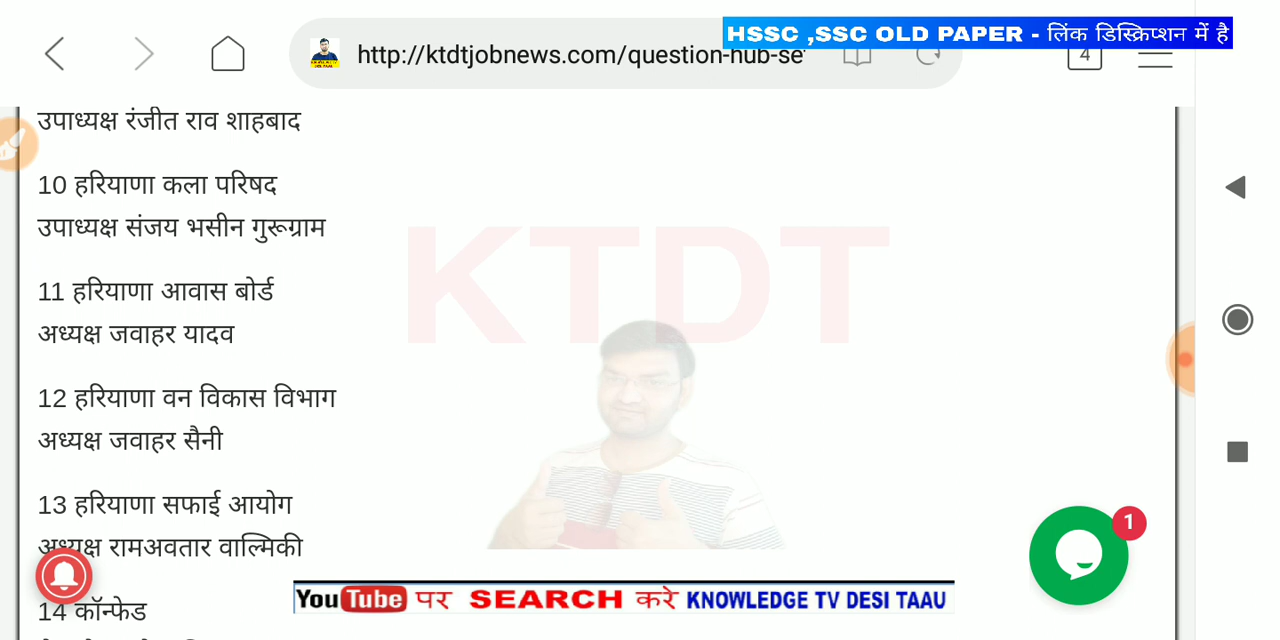 HSSC ,SSC OLD PAPER - लिंक डिस्क्रिप्शन में है
http://ktdtjobnews.com/question-hub-se
4
उपाध्यक्ष रंजीत राव शाहबाद
10 हरियाणा कला परिषद
उपाध्यक्ष संजय भसीन गुरूग्राम
KTDT
11 हरियाणा आवास बोर्ड
अध्यक्ष जवाहर यादव
12 हरियाणा वन विकास विभाग
अध्यक्ष जवाहर सैनी
13 हरियाणा सफाई आयोग
अध्यक्ष रामअवतार वाल्मिकी
1
14 कॉन्फेड
YouTube पर SEARCH करे KNOWLEDGE TV DESI TAAU